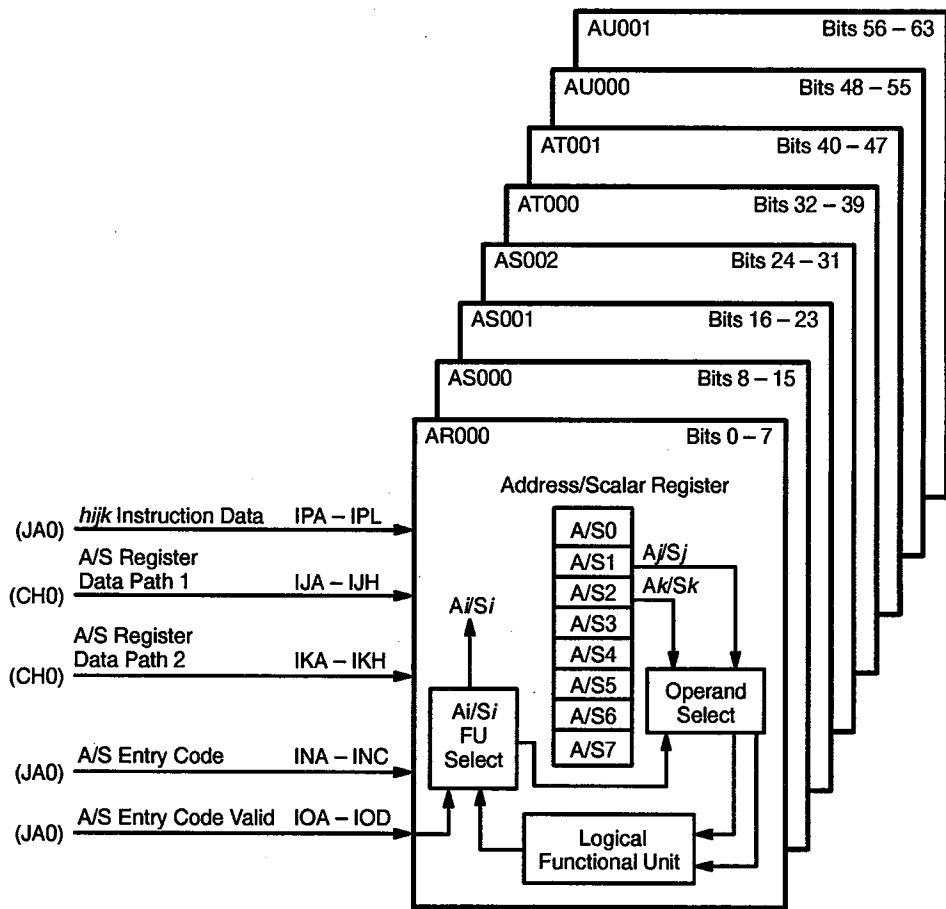 AU001 Bits 56 – 63
AU000 Bits 48 – 55
AT001 Bits 40 – 47
AT000 Bits 32 – 39
AS002 Bits 24 – 31
AS001 Bits 16 – 23
AS000 Bits 8 – 15
AR000 Bits 0 – 7
Address/Scalar Register
(JA0) hijk Instruction Data IPA – IPL
A/S Register
Data Path 1
(CH0) IJA – IJH
A/S Register
Data Path 2
(CH0) IKA – IKH
(JA0) A/S Entry Code INA – INC
(JA0) A/S Entry Code Valid IOA – IOD
A/S0
A/S1
A/S2
A/S3
A/S4
A/S5
A/S6
A/S7
Aj/Sj
Ak/Sk
Ai/Si
Ai/Si
FU
Select
Operand
Select
Logical
Functional Unit